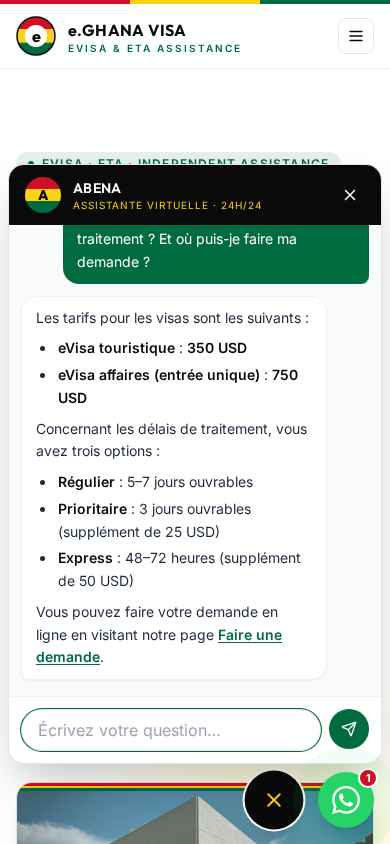 e
e.GHANA VISA
EVISA & ETA ASSISTANCE
EVISA · ETA · INDEPENDENT ASSISTANCE
A
ABENA
ASSISTANTE VIRTUELLE · 24H/24
traitement ? Et où puis-je faire ma
demande ?
Les tarifs pour les visas sont les suivants :
• eVisa touristique : 350 USD
• eVisa affaires (entrée unique) : 750
USD
Concernant les délais de traitement, vous
avez trois options :
• Régulier : 5–7 jours ouvrables
• Prioritaire : 3 jours ouvrables
(supplément de 25 USD)
• Express : 48–72 heures (supplément
de 50 USD)
Vous pouvez faire votre demande en
ligne en visitant notre page Faire une
demande.
Écrivez votre question...
1